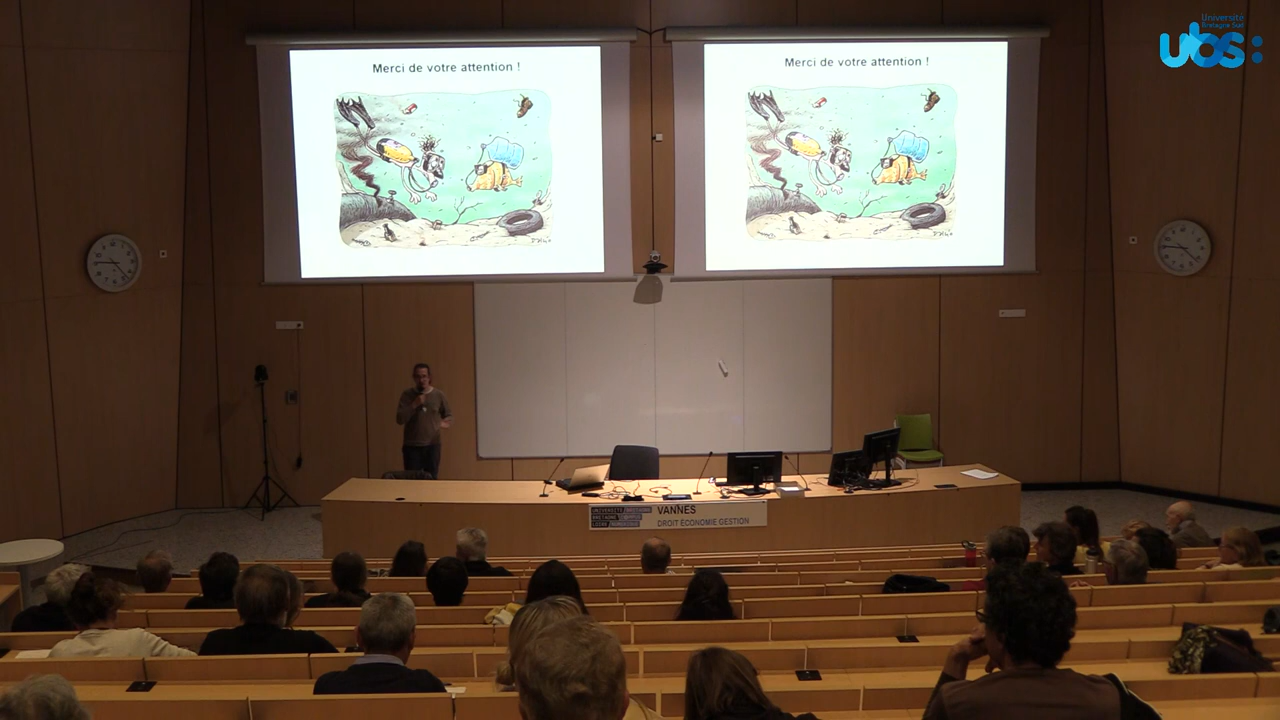 Université
Bretagne Sud
ubs:
Merci de votre attention !
Merci de votre attention !
VANNES
DROIT ÉCONOMIE GESTION